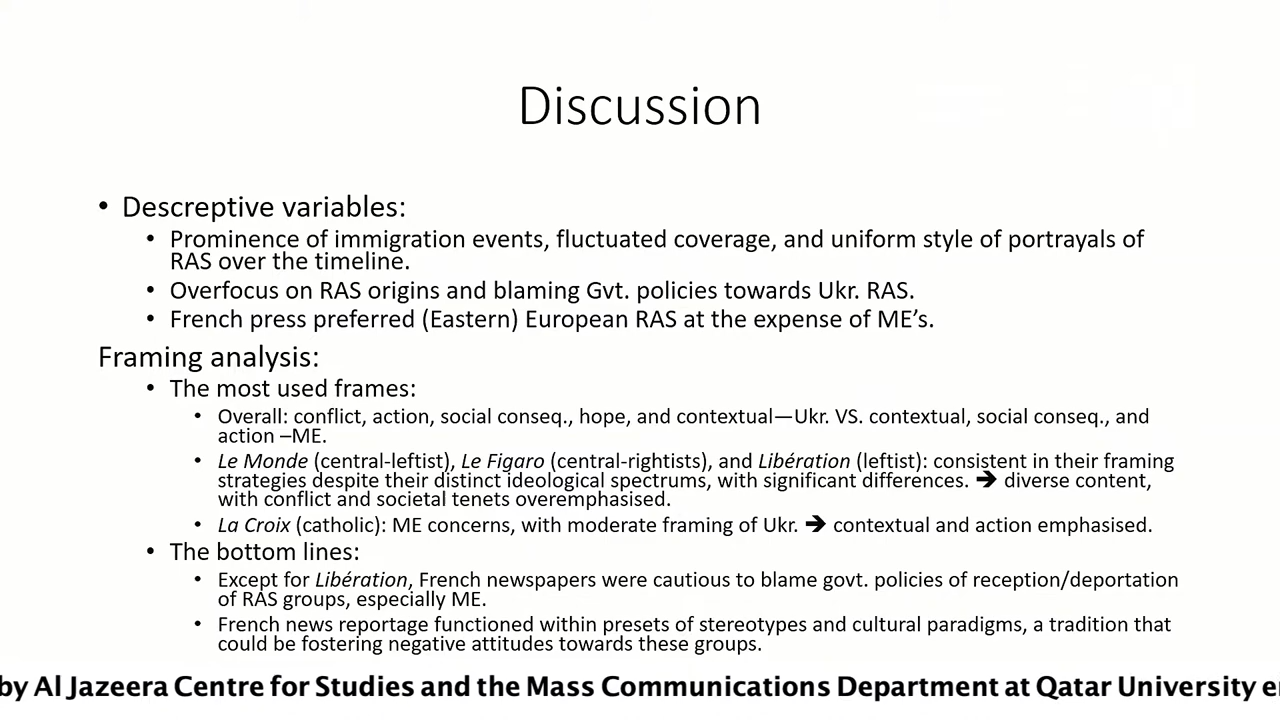 Discussion
• Descreptive variables:
• Prominence of immigration events, fluctuated coverage, and uniform style of portrayals of
RAS over the timeline.
• Overfocus on RAS origins and blaming Gvt. policies towards Ukr. RAS.
• French press preferred (Eastern) European RAS at the expense of ME’s.
Framing analysis:
• The most used frames:
• Overall: conflict, action, social conseq., hope, and contextual—Ukr. VS. contextual, social conseq., and
action –ME.
• Le Monde (central-leftist), Le Figaro (central-rightists), and Libération (leftist): consistent in their framing
strategies despite their distinct ideological spectrums, with significant differences. ➔ diverse content,
with conflict and societal tenets overemphasised.
• La Croix (catholic): ME concerns, with moderate framing of Ukr. ➔ contextual and action emphasised.
• The bottom lines:
• Except for Libération, French newspapers were cautious to blame govt. policies of reception/deportation
of RAS groups, especially ME.
• French news reportage functioned within presets of stereotypes and cultural paradigms, a tradition that
could be fostering negative attitudes towards these groups.
by Al Jazeera Centre for Studies and the Mass Communications Department at Qatar University